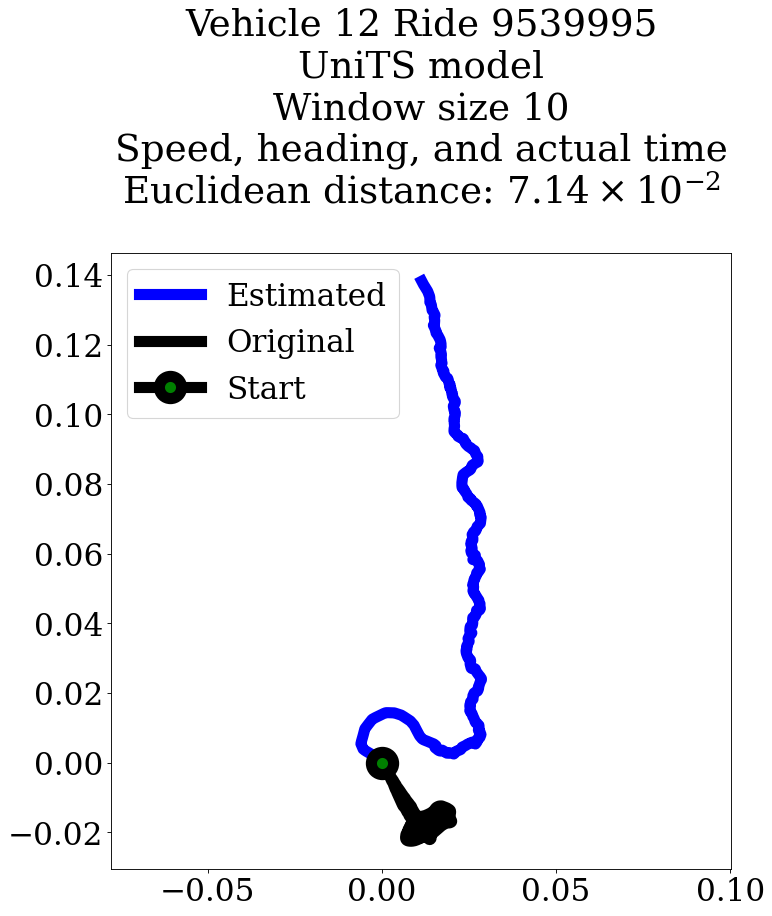 Vehicle 12 Ride 9539995
UniTS model
Window size 10
Speed, heading, and actual time
Euclidean distance: 7.14 × 10⁻²
Estimated
Original
Start
0.14
0.12
0.10
0.08
0.06
0.04
0.02
0.00
−0.02
−0.05 0.00 0.05 0.10